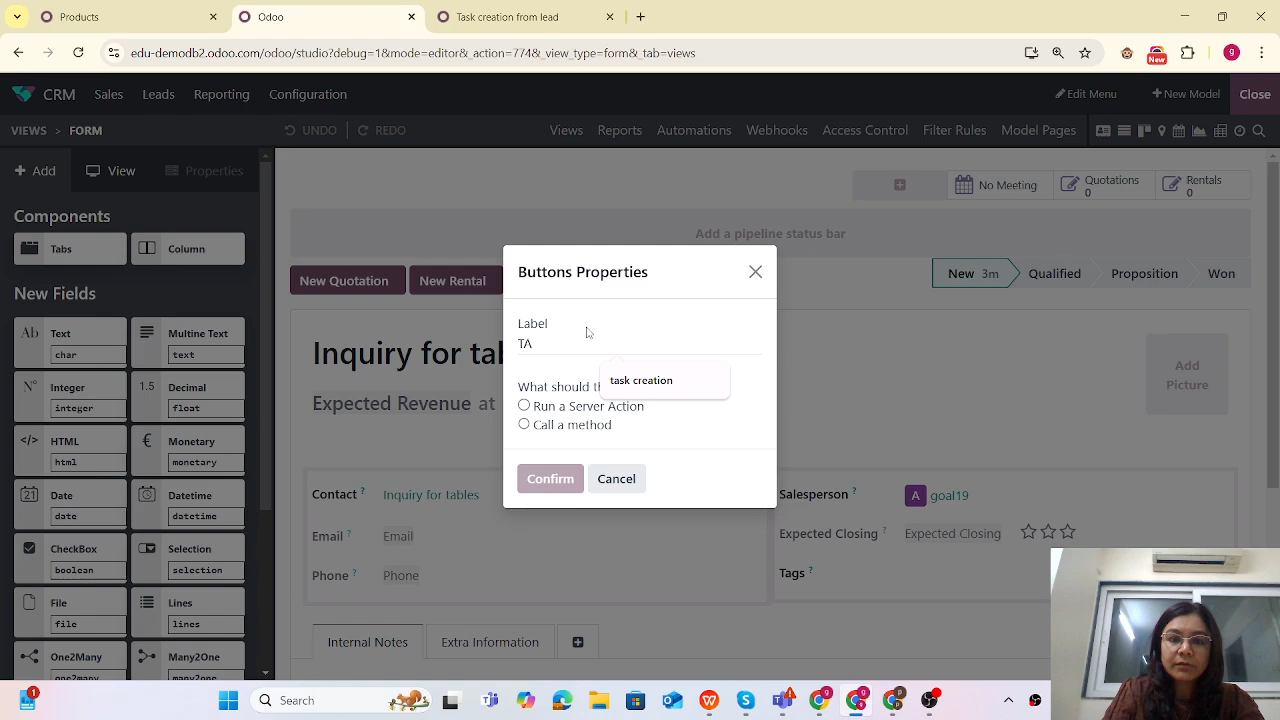 Products
Odoo
Task creation from lead
edu-demodb2.odoo.com/odoo/studio?debug=1&mode=editor&_action=774&_view_type=form&_tab=views
New
g
CRM
Sales
Leads
Reporting
Configuration
Edit Menu
New Model
Close
VIEWS > FORM
UNDO
REDO
Views
Reports
Automations
Webhooks
Access Control
Filter Rules
Model Pages
+ Add
View
Properties
No Meeting
Quotations
0
Rentals
0
Components
Tabs
Column
Add a pipeline status bar
New Quotation
New Rental
New 3m
Qualified
Proposition
Won
Buttons Properties
Label
TA
task creation
What should th
Run a Server Action
Call a method
Confirm
Cancel
New Fields
Ab
Text
char
Multine Text
text
N°
Integer
integer
1.5
Decimal
float
</>
HTML
html
€
Monetary
monetary
21
Date
date
Datetime
datetime
CheckBox
boolean
Selection
selection
File
file
Lines
lines
One2Many
Many2One
Inquiry for tab
Expected Revenue at
Add
Picture
Contact ?
Inquiry for tables
Email ?
Email
Phone ?
Phone
Salesperson ?
A
goal19
Expected Closing ?
Expected Closing
Tags ?
Internal Notes
Extra Information
1
Search